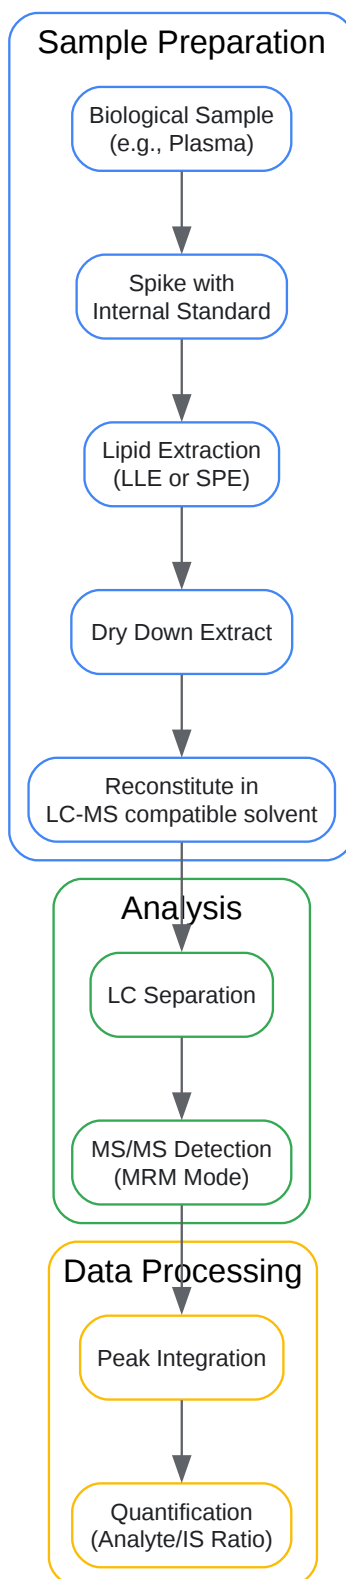 Sample Preparation
Biological Sample
(e.g., Plasma)
Spike with
Internal Standard
Lipid Extraction
(LLE or SPE)
Dry Down Extract
Reconstitute in
LC-MS compatible solvent
Analysis
LC Separation
MS/MS Detection
(MRM Mode)
Data Processing
Peak Integration
Quantification
(Analyte/IS Ratio)